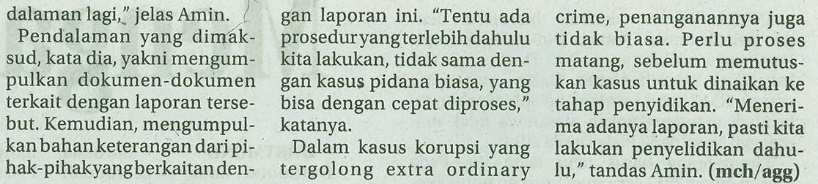 dalaman lagi," jelas Amin.
Pendalaman yang dimak-
sud, kata dia, yakni mengum-
pulkan dokumen-dokumen
terkait dengan laporan terse-
but. Kemudian, mengumpul-
kan bahan keterangan dari pi-
hak-pihak yang berkaitan den-
gan laporan ini. "Tentu ada
prosedur yang terlebih dahulu
kita lakukan, tidak sama den-
gan kasus pidana biasa, yang
bisa dengan cepat diproses,"
katanya.
Dalam kasus korupsi yang
tergolong extra ordinary
crime, penanganannya juga
tidak biasa. Perlu proses
matang, sebelum memutus-
kan kasus untuk dinaikan ke
tahap penyidikan. "Meneri-
ma adanya laporan, pasti kita
lakukan penyelidikan dahu-
lu," tandas Amin. (mch/agg)